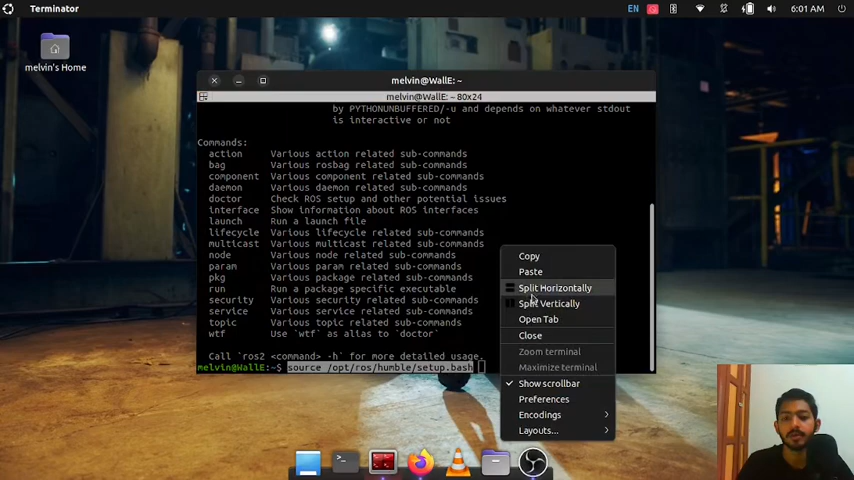 Terminator
EN
6:01 AM
melvin's Home
melvin@WallE: ~
melvin@WallE: ~ 80x24
by PYTHONUNBUFFERED/-u and depends on whatever stdout
is interactive or not
Commands:
action Various action related sub-commands
bag Various rosbag related sub-commands
component Various component related sub-commands
daemon Various daemon related sub-commands
doctor Check ROS setup and other potential issues
interface Show information about ROS interfaces
launch Run a launch file
lifecycle Various lifecycle related sub-commands
multicast Various multicast related sub-commands
node Various node related sub-commands
param Various param related sub-commands
pkg Various package related sub-commands
run Run a package specific executable
security Various security related sub-commands
service Various service related sub-commands
topic Various topic related sub-commands
wtf Use `wtf` as alias to `doctor`
Call `ros2 <command> -h` for more detailed usage.
melvin@WallE:~$ source /opt/ros/humble/setup.bash
Copy
Paste
Split Horizontally
Split Vertically
Open Tab
Close
Zoom terminal
Maximize terminal
Show scrollbar
Preferences
Encodings
Layouts...